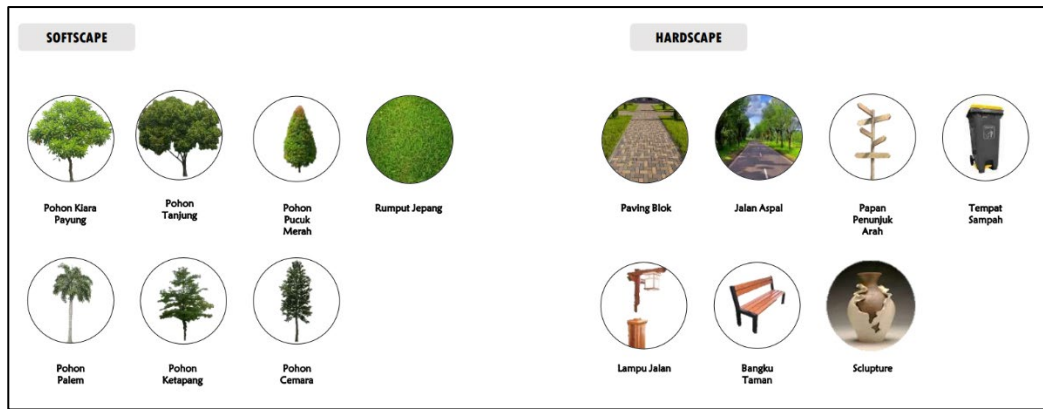 SOFTSCAPE
HARDSCAPE
Pohon Kiara
Payung
Pohon
Tanjung
Pohon
Pucuk
Merah
Rumput Jepang
Paving Blok
Jalan Aspal
Papan
Penunjuk
Arah
Tempat
Sampah
Pohon
Palem
Pohon
Ketapang
Pohon
Cemara
Lampu Jalan
Bangku
Taman
Sclupture